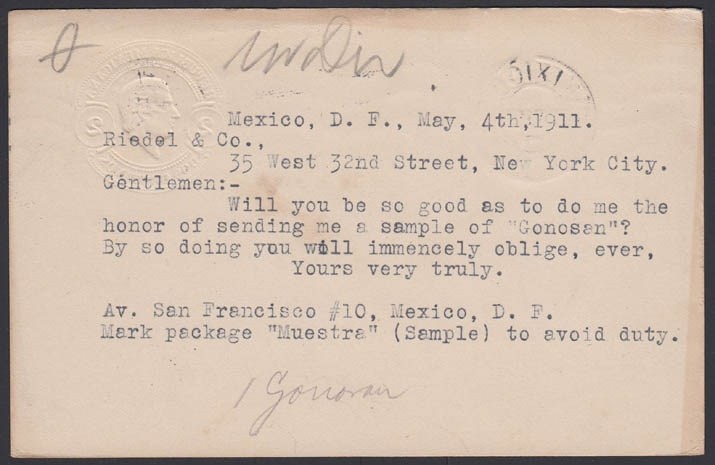 Mexico, D. F., May, 4th, 1911.
Riedel & Co.,
35 West 32nd Street, New York City.
Géntlemen:-
Will you be so good as to do me the
honor of sending me a sample of "Gonosan"?
By so doing you will immencely oblige, ever,
Yours very truly.
Av. San Francisco #10, Mexico, D. F.
Mark package "Muestra" (Sample) to avoid duty.
1 Gonosan